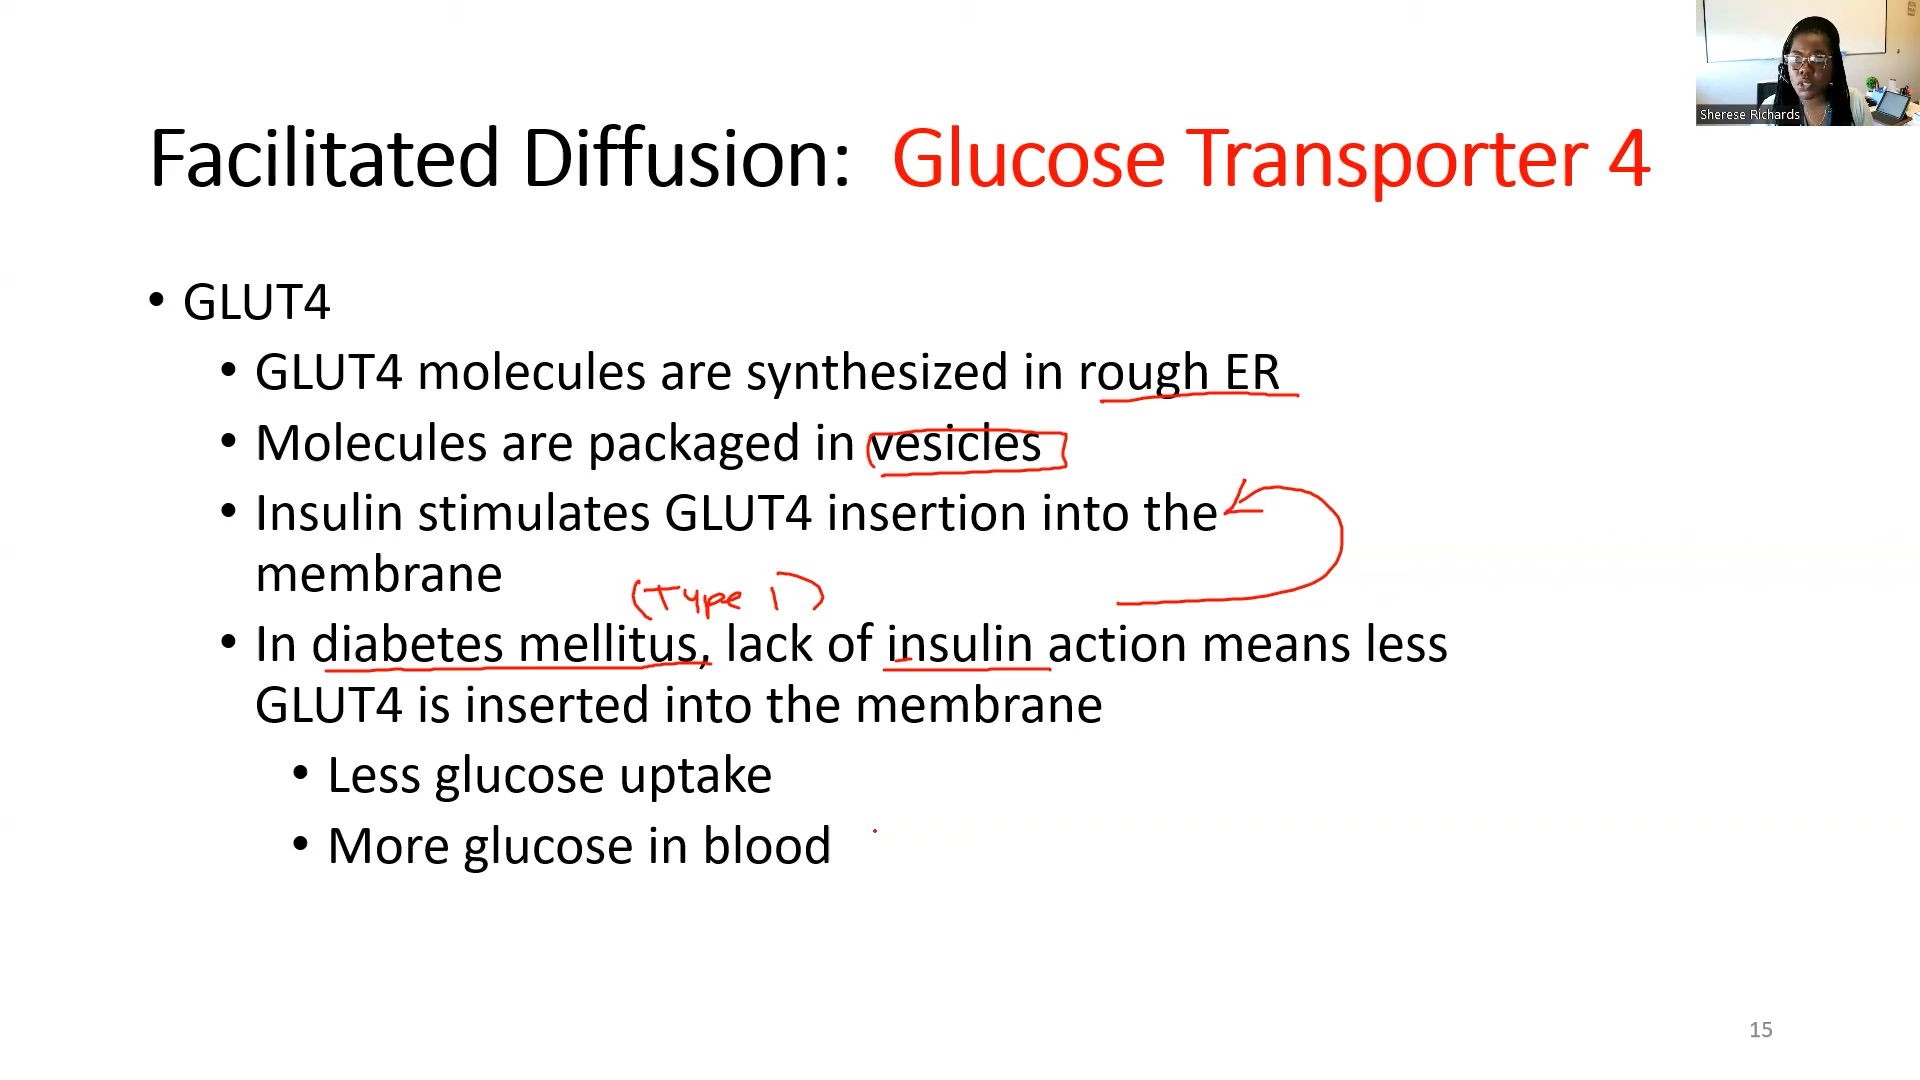 Sherese Richards
Facilitated Diffusion: Glucose Transporter 4
• GLUT4
• GLUT4 molecules are synthesized in rough ER
• Molecules are packaged in vesicles
• Insulin stimulates GLUT4 insertion into the
membrane
(Type 1)
• In diabetes mellitus, lack of insulin action means less
GLUT4 is inserted into the membrane
• Less glucose uptake
• More glucose in blood
15